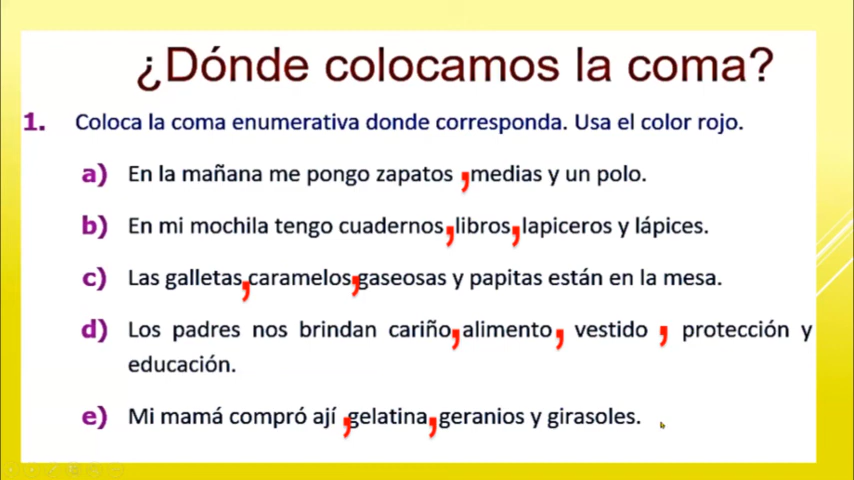 ¿Dónde colocamos la coma?
1. Coloca la coma enumerativa donde corresponda. Usa el color rojo.
a) En la mañana me pongo zapatos ,medias y un polo.
b) En mi mochila tengo cuadernos,libros,lapiceros y lápices.
c) Las galletas,caramelos,gaseosas y papitas están en la mesa.
d) Los padres nos brindan cariño,alimento, vestido , protección y
educación.
e) Mi mamá compró ají ,gelatina,geranios y girasoles.